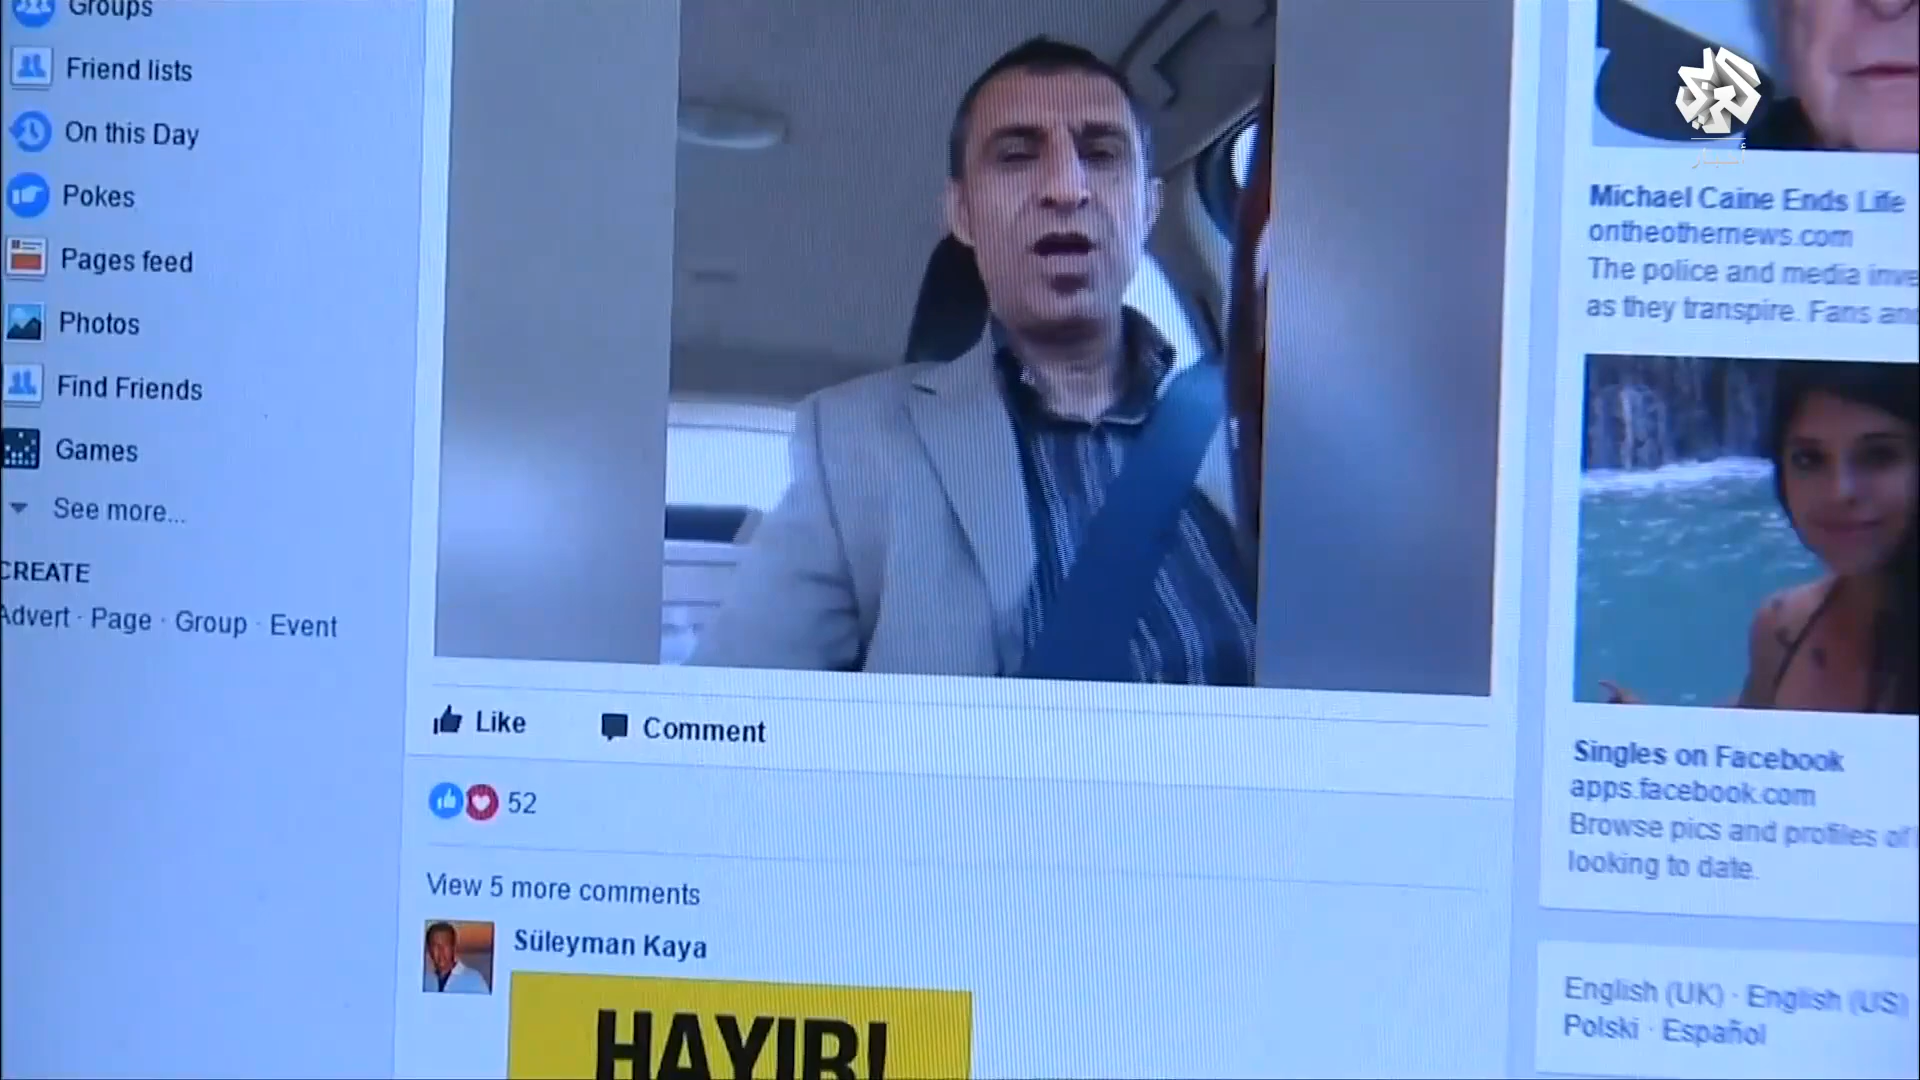 Groups
Friend lists
On this Day
Pokes
Pages feed
Photos
Find Friends
Games
See more...
CREATE
Advert · Page · Group · Event
Like
Comment
52
View 5 more comments
Süleyman Kaya
HAYIR!
العربي
أخبار
Michael Caine Ends Life
ontheothernews.com
The police and media
as they transpire. Fans
Singles on Facebook
apps.facebook.com
Browse pics and profiles of
looking to date.
English (UK) · English (US)
Polski · Español